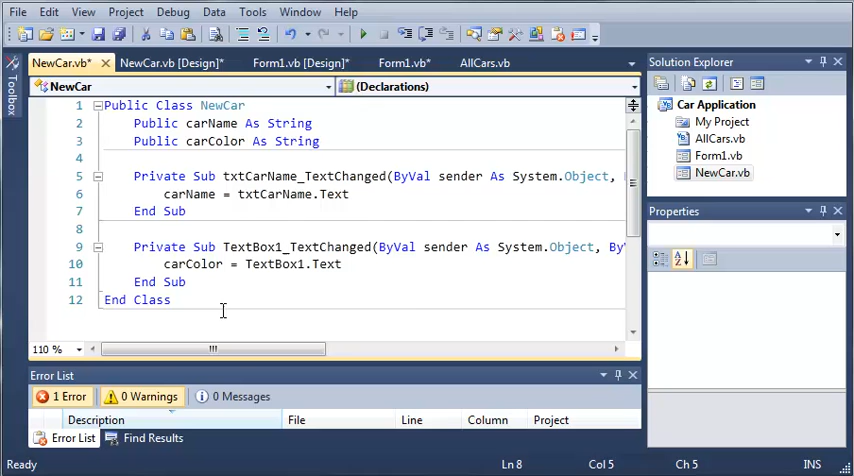 File Edit View Project Debug Data Tools Window Help
NewCar.vb* NewCar.vb [Design]* Form1.vb [Design]* Form1.vb* AllCars.vb
Toolbox
NewCar (Declarations)
1 Public Class NewCar
2 Public carName As String
3 Public carColor As String
4
5 Private Sub txtCarName_TextChanged(ByVal sender As System.Object,
6 carName = txtCarName.Text
7 End Sub
8
9 Private Sub TextBox1_TextChanged(ByVal sender As System.Object, ByV
10 carColor = TextBox1.Text
11 End Sub
12 End Class
110 %
Error List
1 Error 0 Warnings 0 Messages
Description File Line Column Project
Error List Find Results
Solution Explorer
Car Application
My Project
AllCars.vb
Form1.vb
NewCar.vb
Properties
Ready Ln 8 Col 5 Ch 5 INS